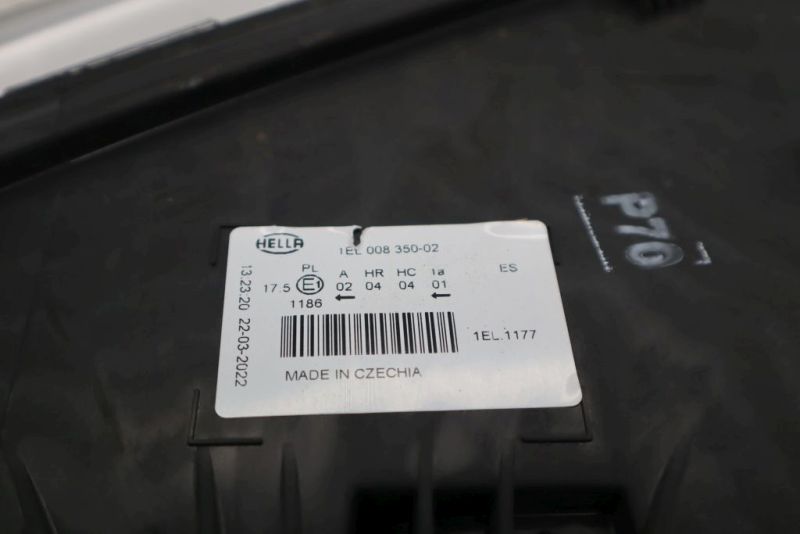 HELLA
1EL 008 350-02
PL A HR HC 1a ES
17.5 E1 02 04 04 01
1186 ← ←
1EL.1177
MADE IN CZECHIA
13:23:20 22-03-2022
P70